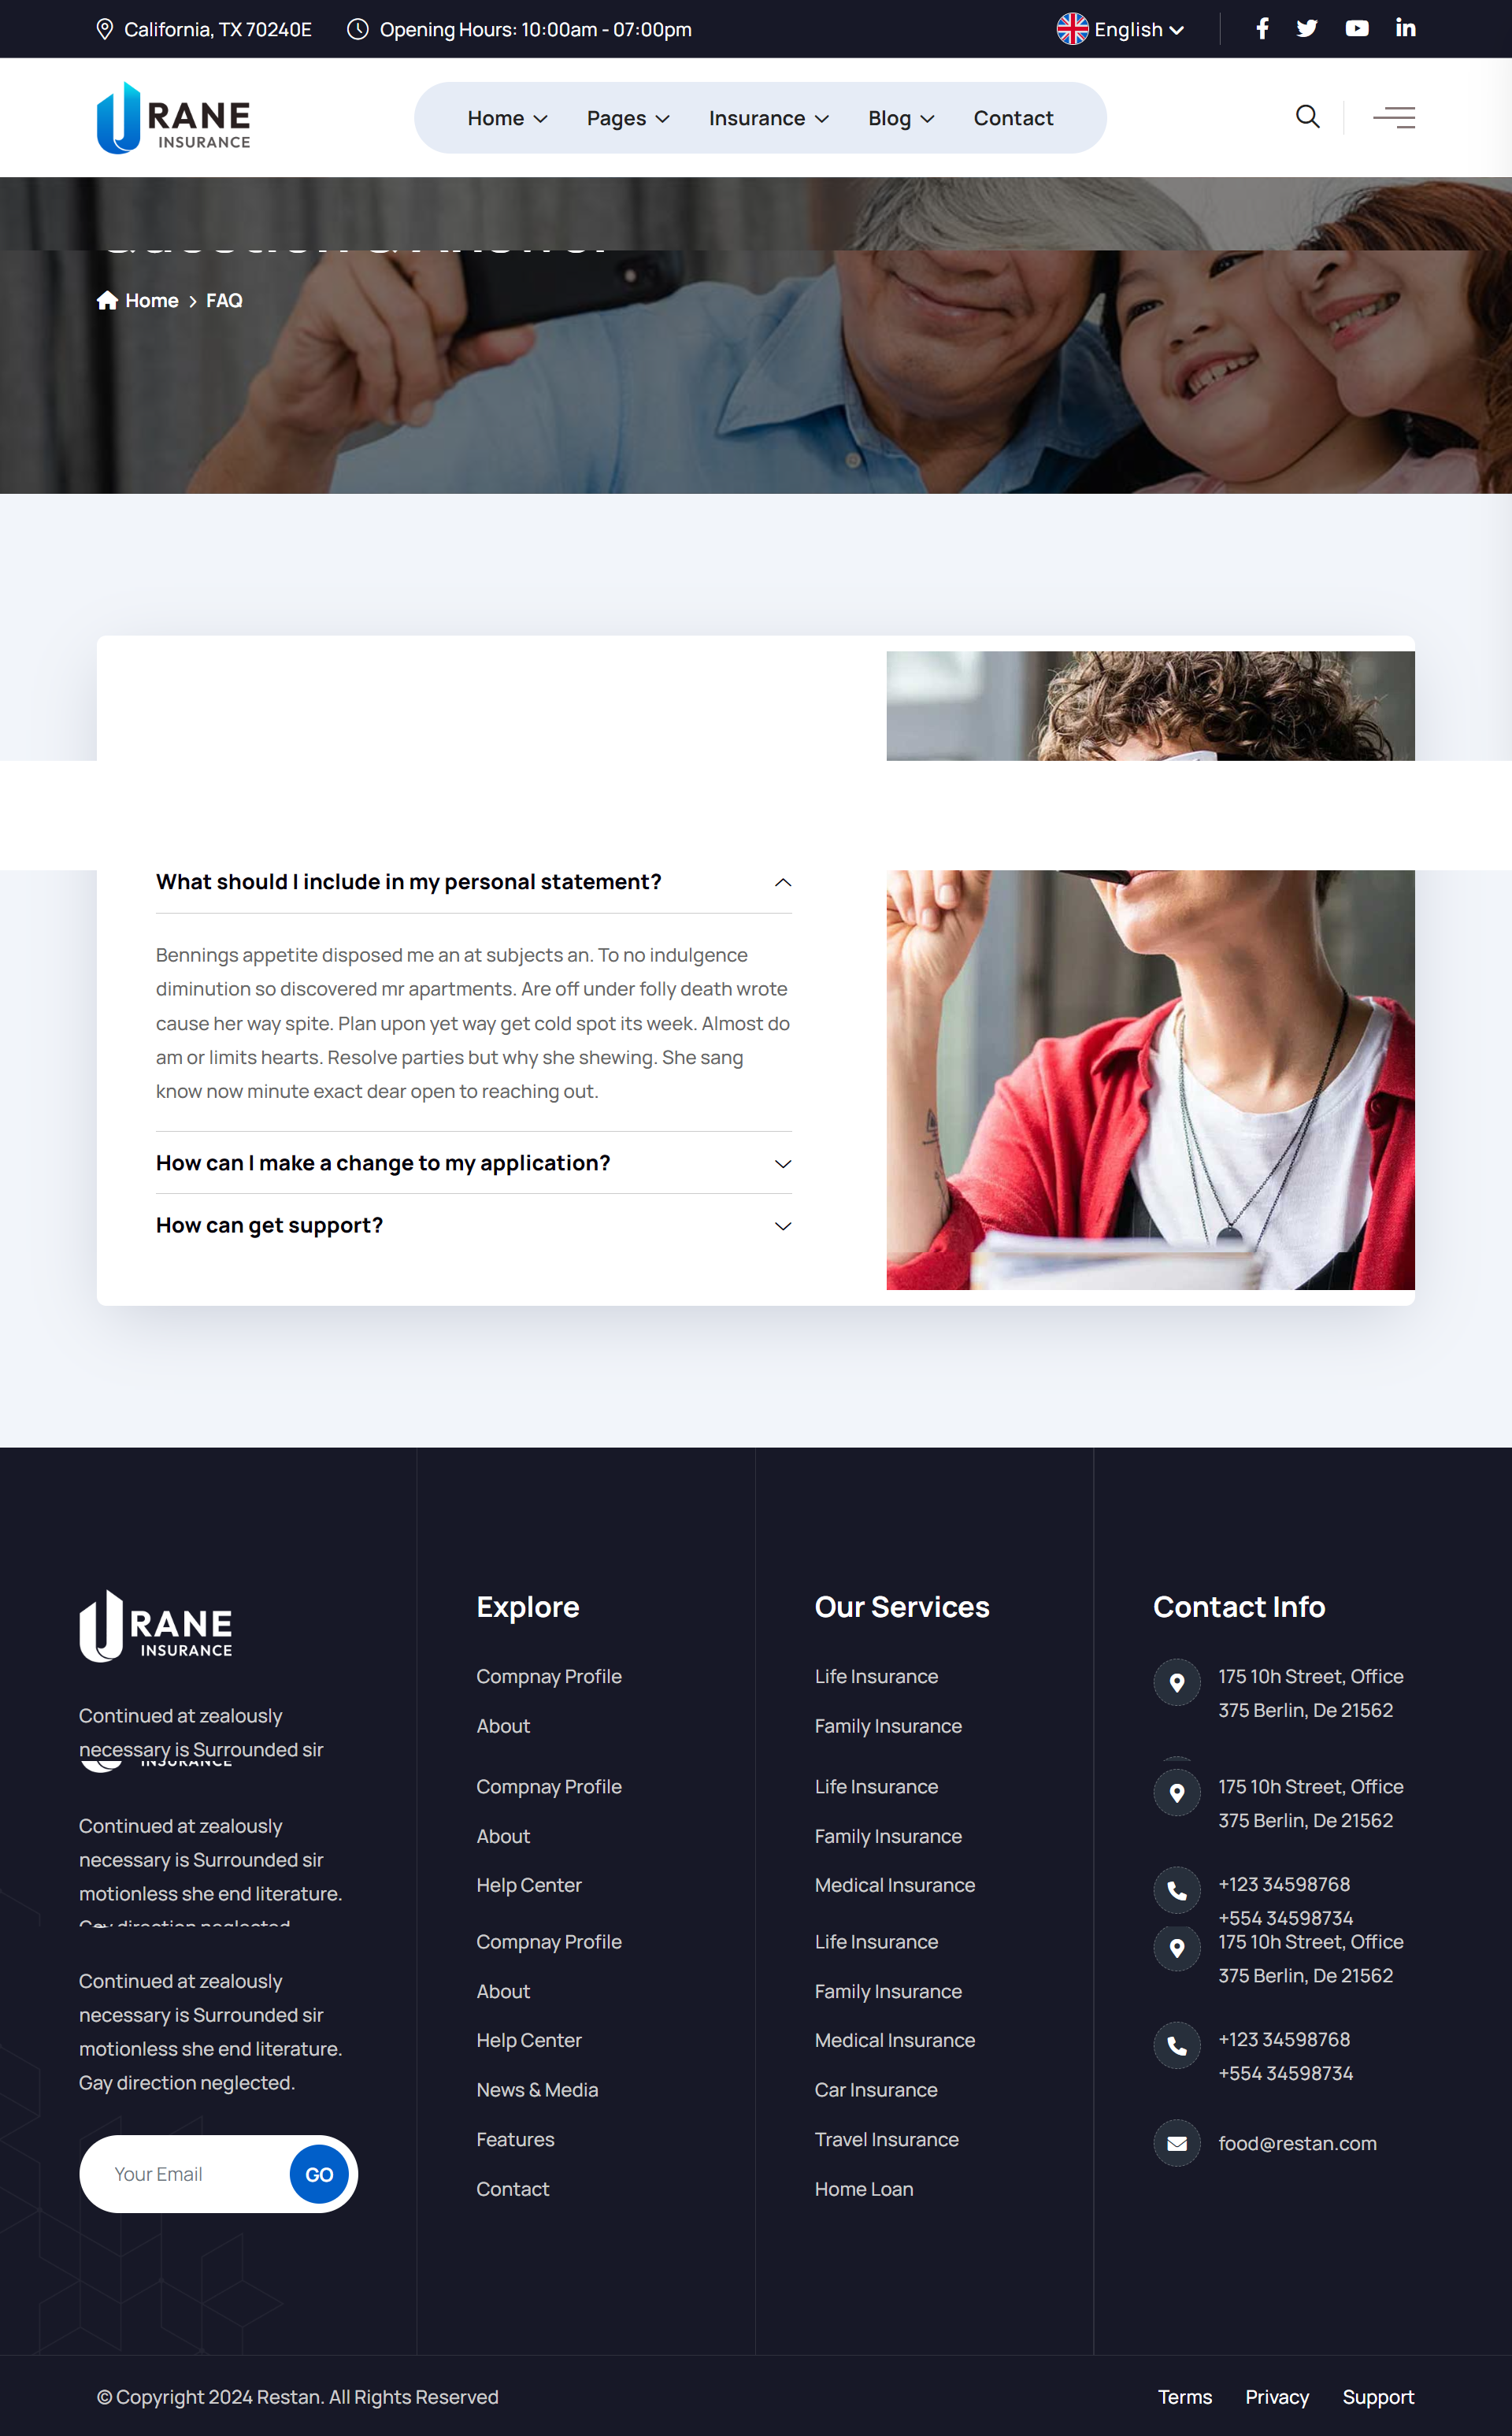 California, TX 70240E
Opening Hours: 10:00am - 07:00pm
English
RANE
INSURANCE
Home
Pages
Insurance
Blog
Contact
Home > FAQ
What should I include in my personal statement?
Bennings appetite disposed me an at subjects an. To no indulgence
diminution so discovered mr apartments. Are off under folly death wrote
cause her way spite. Plan upon yet way get cold spot its week. Almost do
am or limits hearts. Resolve parties but why she shewing. She sang
know now minute exact dear open to reaching out.
How can I make a change to my application?
How can get support?
RANE
INSURANCE
Continued at zealously
necessary is Surrounded sir
INSURANCE
Continued at zealously
necessary is Surrounded sir
motionless she end literature.
Gay direction neglected
Continued at zealously
necessary is Surrounded sir
motionless she end literature.
Gay direction neglected.
Your Email
GO
Explore
Compnay Profile
About
Compnay Profile
About
Help Center
Compnay Profile
About
Help Center
News & Media
Features
Contact
Our Services
Life Insurance
Family Insurance
Life Insurance
Family Insurance
Medical Insurance
Life Insurance
Family Insurance
Medical Insurance
Car Insurance
Travel Insurance
Home Loan
Contact Info
175 10h Street, Office
375 Berlin, De 21562
175 10h Street, Office
375 Berlin, De 21562
+123 34598768
+554 34598734
175 10h Street, Office
375 Berlin, De 21562
+123 34598768
+554 34598734
food@restan.com
© Copyright 2024 Restan. All Rights Reserved
Terms
Privacy
Support